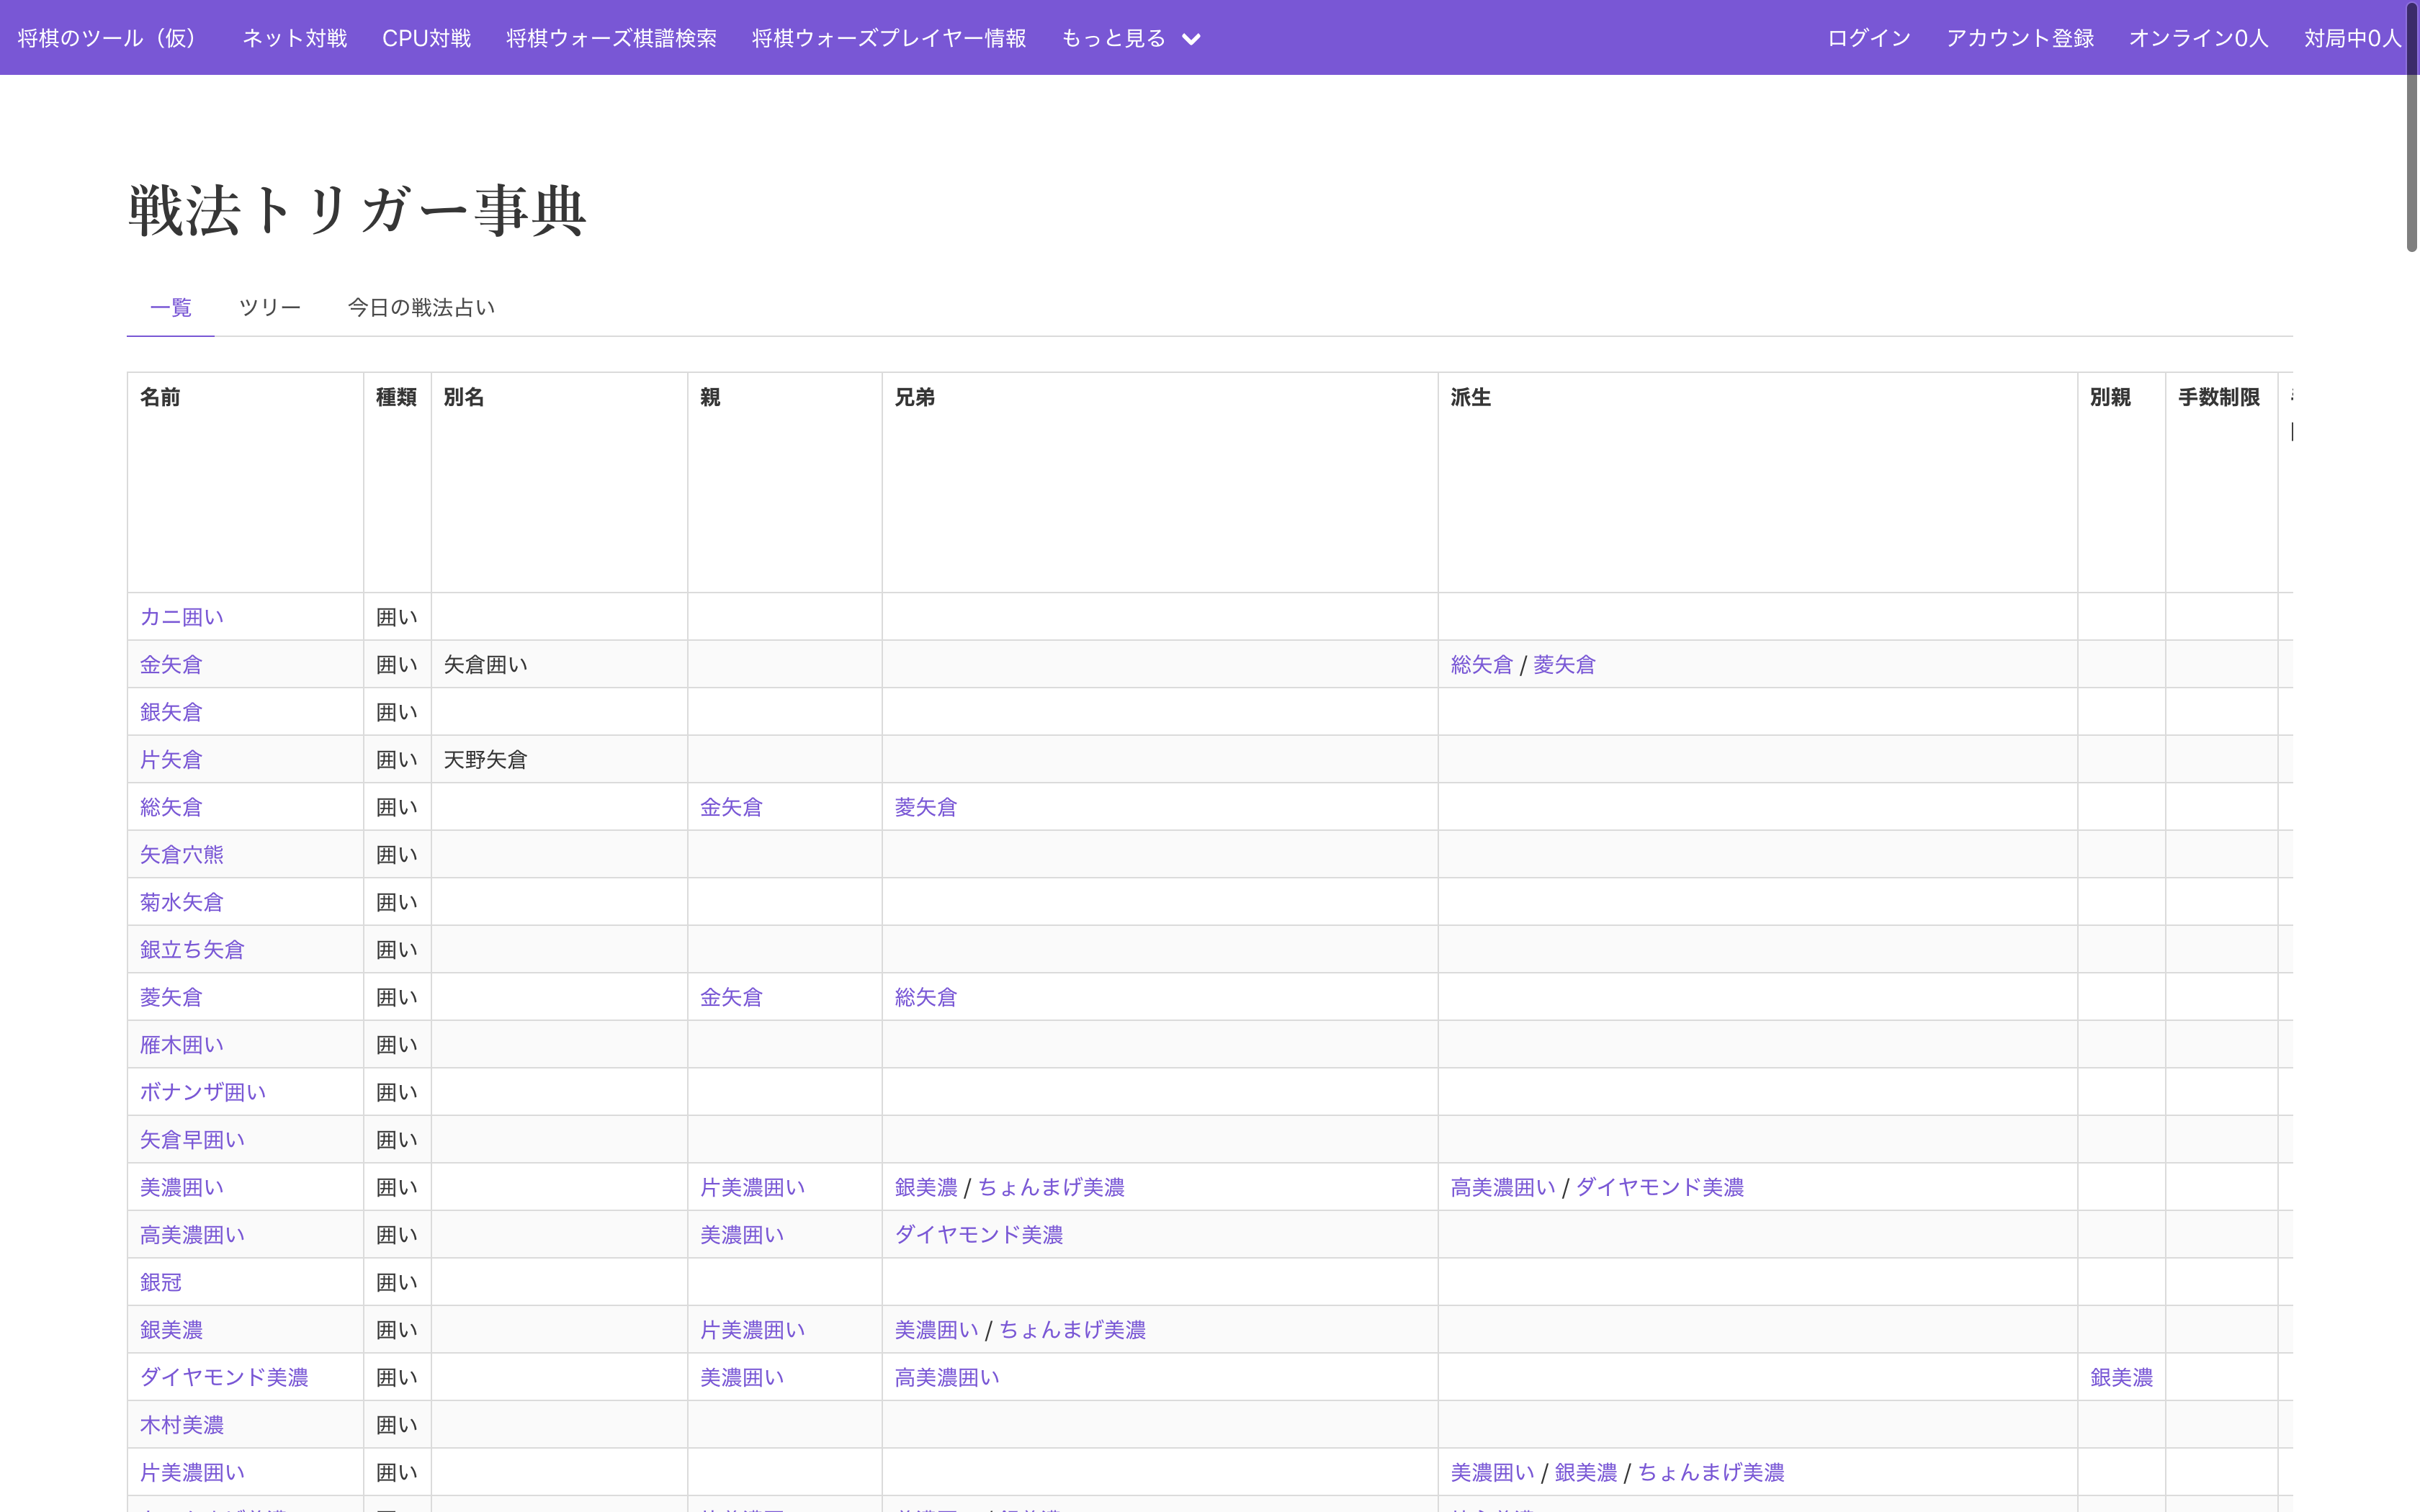 将棋のツール（仮） ネット対戦 CPU対戦 将棋ウォーズ棋譜検索 将棋ウォーズプレイヤー情報 もっと見る ログイン アカウント登録 オンライン0人 対局中0人
戦法トリガー事典
一覧 ツリー 今日の戦法占い
名前 種類 別名 親 兄弟 派生 別親 手数制限
カニ囲い 囲い
金矢倉 囲い 矢倉囲い 総矢倉 / 菱矢倉
銀矢倉 囲い
片矢倉 囲い 天野矢倉
総矢倉 囲い 金矢倉 菱矢倉
矢倉穴熊 囲い
菊水矢倉 囲い
銀立ち矢倉 囲い
菱矢倉 囲い 金矢倉 総矢倉
雁木囲い 囲い
ボナンザ囲い 囲い
矢倉早囲い 囲い
美濃囲い 囲い 片美濃囲い 銀美濃 / ちょんまげ美濃 高美濃囲い / ダイヤモンド美濃
高美濃囲い 囲い 美濃囲い ダイヤモンド美濃
銀冠 囲い
銀美濃 囲い 片美濃囲い 美濃囲い / ちょんまげ美濃
ダイヤモンド美濃 囲い 美濃囲い 高美濃囲い 銀美濃
木村美濃 囲い
片美濃囲い 囲い 美濃囲い / 銀美濃 / ちょんまげ美濃